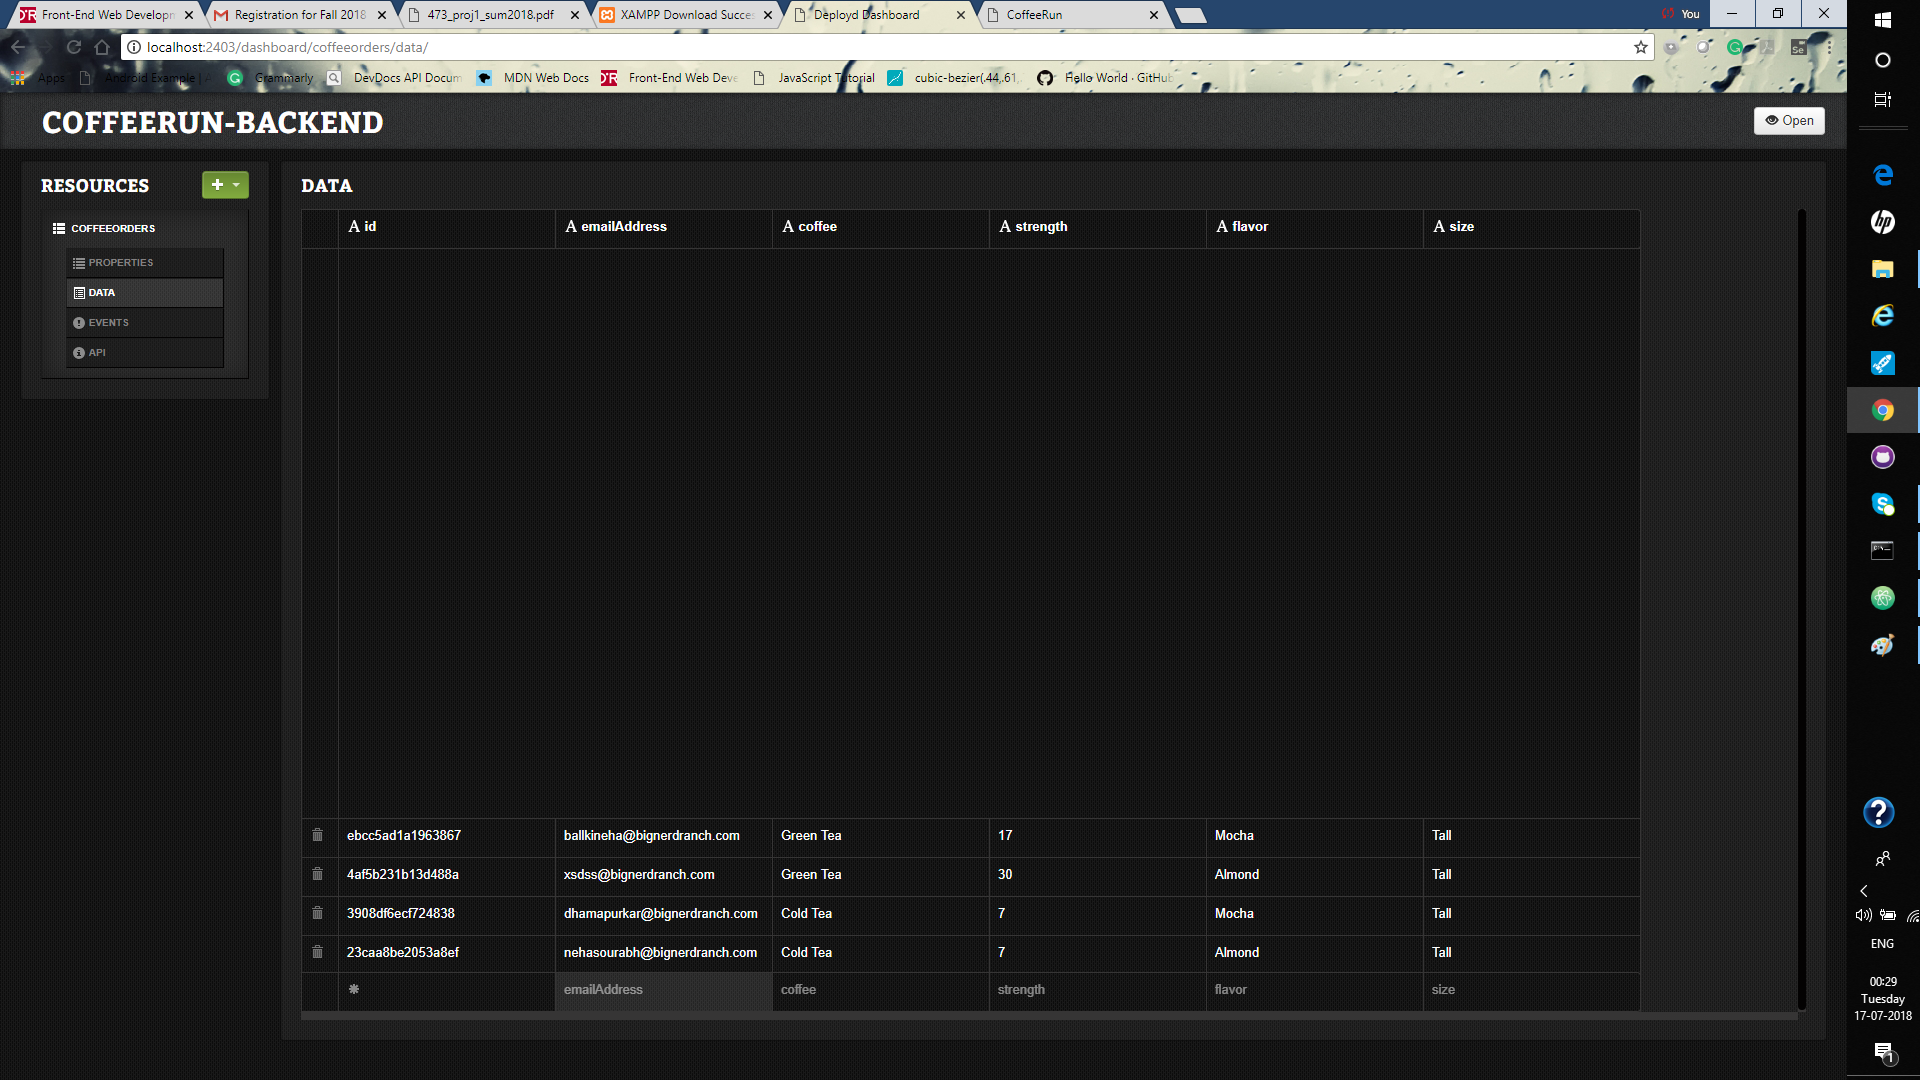 Front-End Web Developn
Registration for Fall 2018
473_proj1_sum2018.pdf
XAMPP Download Succes
Deployd Dashboard
CoffeeRun
You
localhost:2403/dashboard/coffeeorders/data/
Apps
Android Example
Grammarly
DevDocs API Docum
MDN Web Docs
Front-End Web Deve
JavaScript Tutorial
cubic-bezier(.44,.61,
Hello World · GitHub
COFFEERUN-BACKEND
Open
RESOURCES
COFFEEORDERS
PROPERTIES
DATA
EVENTS
API
DATA
A id A emailAddress A coffee A strength A flavor A size
ebcc5ad1a1963867 ballkineha@bignerdranch.com Green Tea 17 Mocha Tall
4af5b231b13d488a xsdss@bignerdranch.com Green Tea 30 Almond Tall
3908df6ecf724838 dhamapurkar@bignerdranch.com Cold Tea 7 Mocha Tall
23caa8be2053a8ef nehasourabh@bignerdranch.com Cold Tea 7 Almond Tall
emailAddress coffee strength flavor size
ENG
00:29
Tuesday
17-07-2018
1